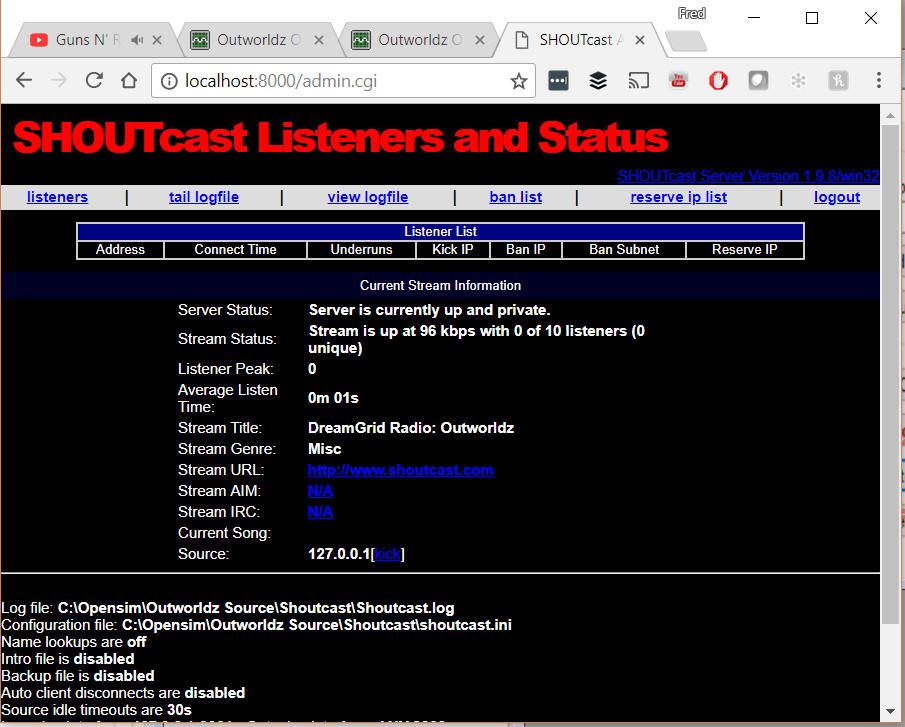 Fred
Guns N' R
Outworldz O
Outworldz O
SHOUTcast A
localhost:8000/admin.cgi
SHOUTcast Listeners and Status
SHOUTcast Server Version 1.9.8/win32
listeners | tail logfile | view logfile | ban list | reserve ip list | logout
Listener List
Address Connect Time Underruns Kick IP Ban IP Ban Subnet Reserve IP
Current Stream Information
Server Status: Server is currently up and private.
Stream Status: Stream is up at 96 kbps with 0 of 10 listeners (0
unique)
Listener Peak: 0
Average Listen
Time: 0m 01s
Stream Title: DreamGrid Radio: Outworldz
Stream Genre: Misc
Stream URL: http://www.shoutcast.com
Stream AIM: N/A
Stream IRC: N/A
Current Song:
Source: 127.0.0.1[kick]
Log file: C:\Opensim\Outworldz Source\Shoutcast\Shoutcast.log
Configuration file: C:\Opensim\Outworldz Source\Shoutcast\shoutcast.ini
Name lookups are off
Intro file is disabled
Backup file is disabled
Auto client disconnects are disabled
Source idle timeouts are 30s